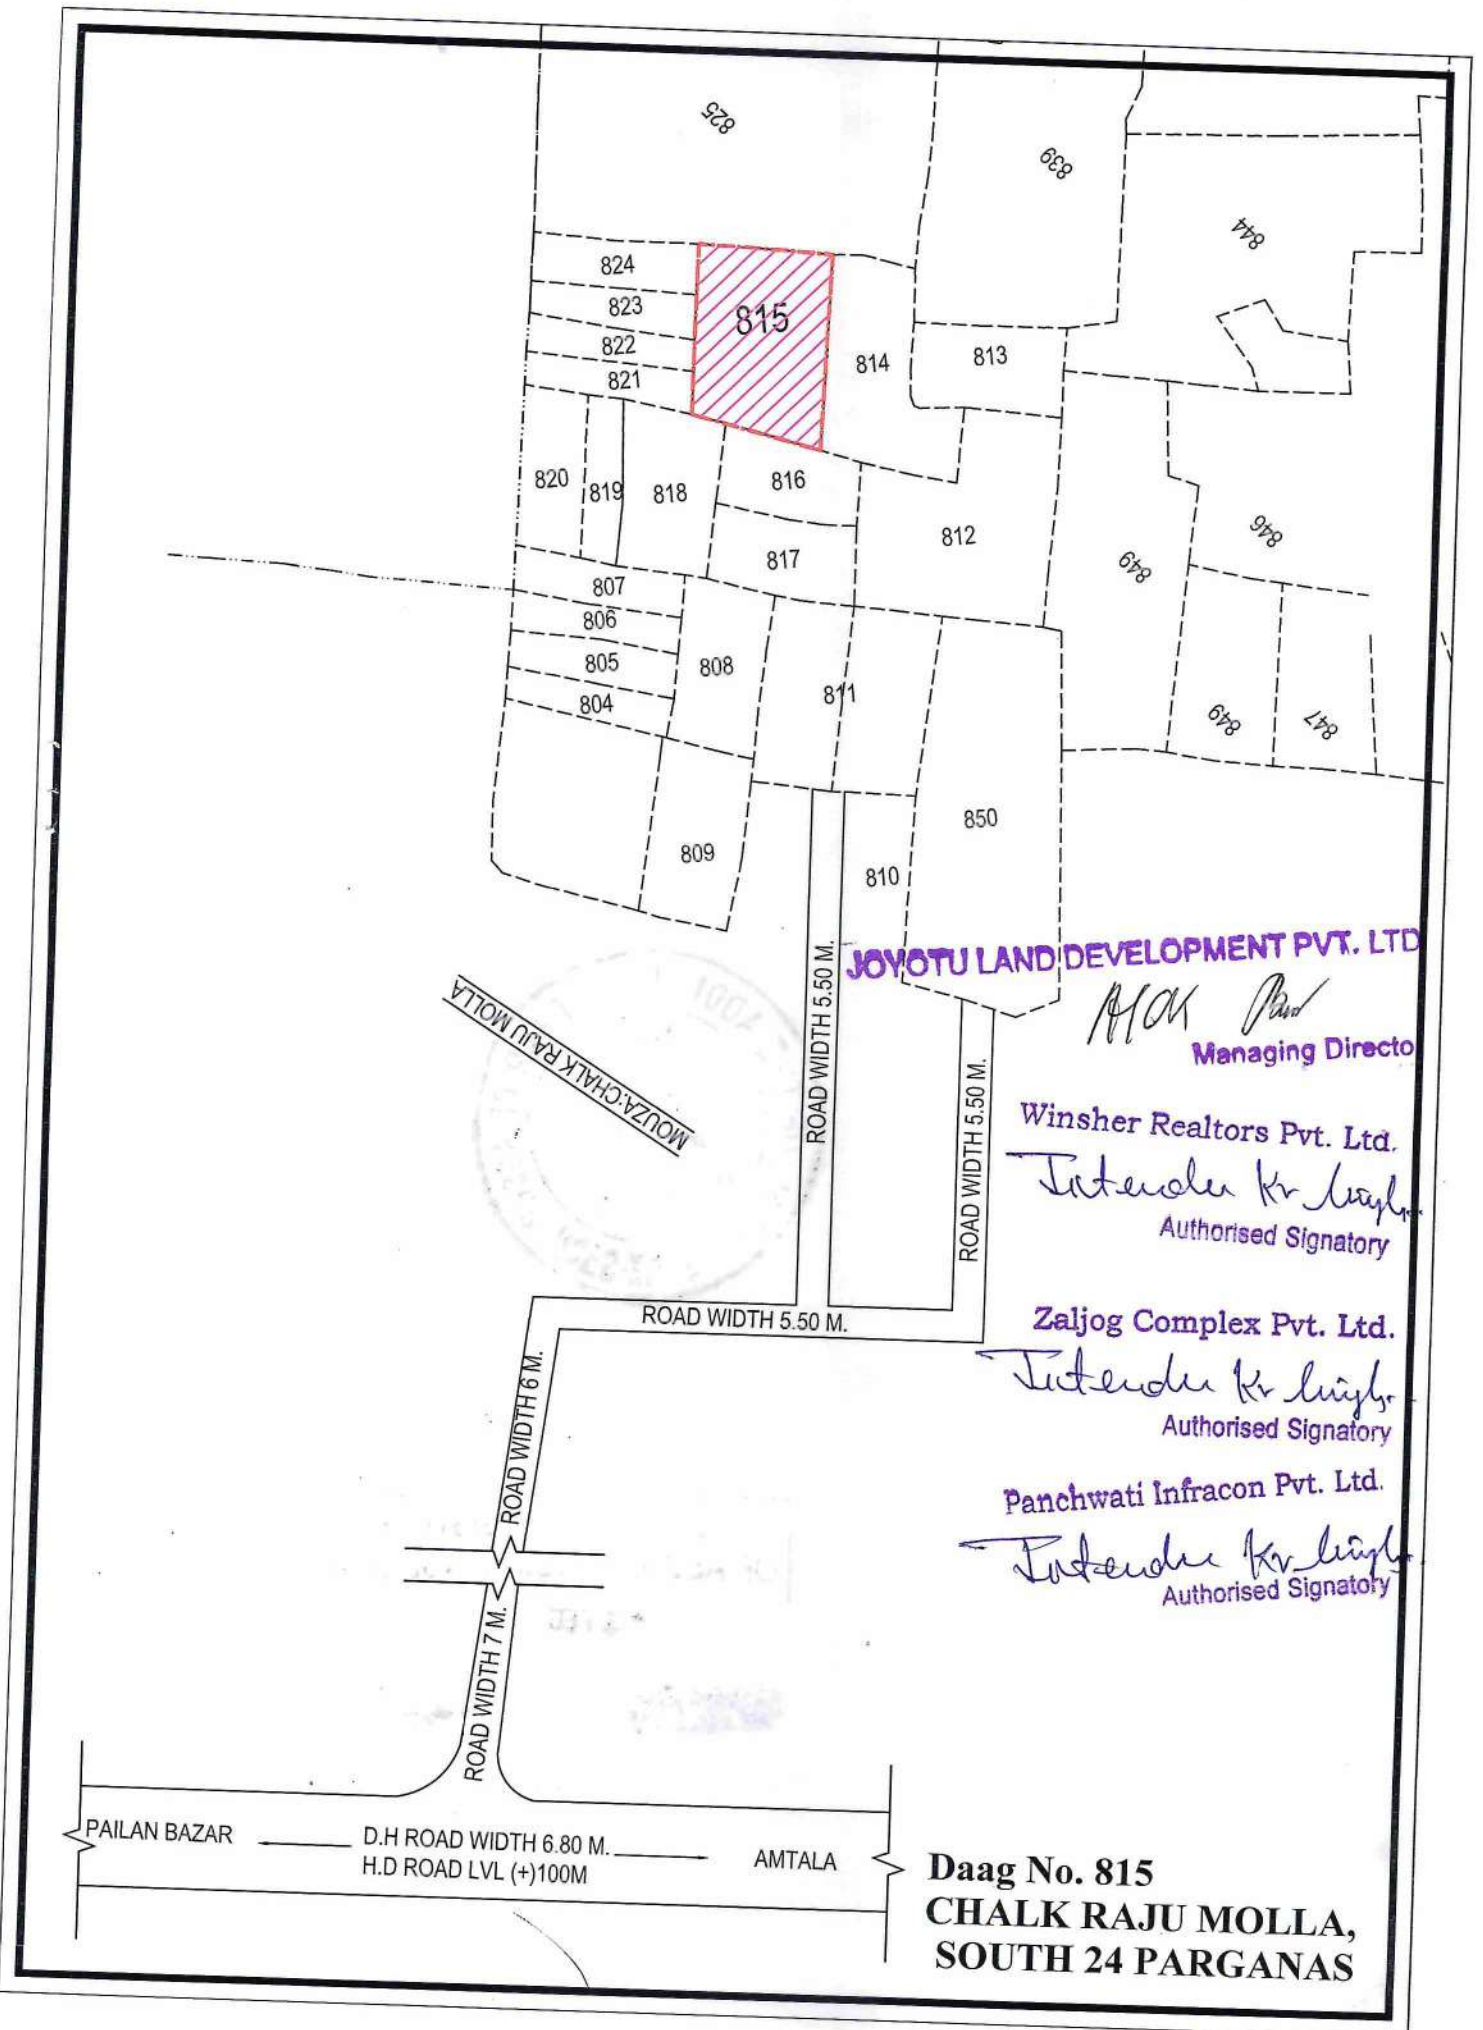 825
839
844
824
823
822
821
815
814
813
820
819
818
816
817
812
849
846
807
806
805
804
808
811
849
847
809
810
850
MOUZA:CHALK RAJU MOLLA
ROAD WIDTH 5.50 M.
ROAD WIDTH 5.50 M.
JOYOTU LAND DEVELOPMENT PVT. LTD
Managing Directo
Winsher Realtors Pvt. Ltd.
Authorised Signatory
Zaljog Complex Pvt. Ltd.
Authorised Signatory
Panchwati Infracon Pvt. Ltd.
Authorised Signatory
ROAD WIDTH 5.50 M.
ROAD WIDTH 6 M.
ROAD WIDTH 7 M.
PAILAN BAZAR
D.H ROAD WIDTH 6.80 M.
H.D ROAD LVL (+)100M
AMTALA
Daag No. 815
CHALK RAJU MOLLA,
SOUTH 24 PARGANAS